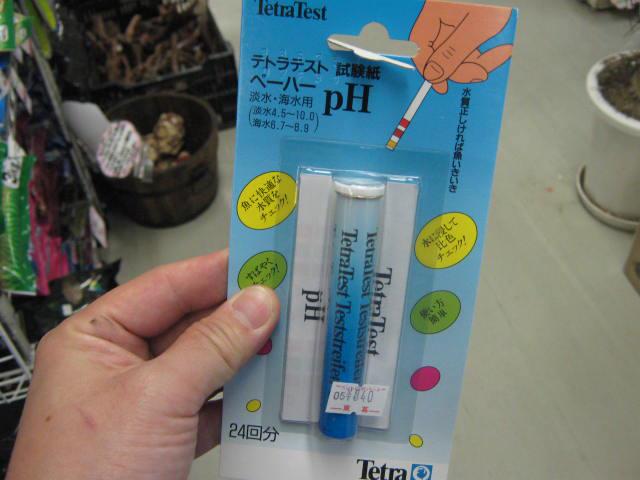 TetraTest
テトラテスト 試験紙
ペーハー pH
淡水・海水用
(淡水4.5〜10.0)
(海水6.7〜8.9)
水質正しければ魚いきいき
魚に快適な
水質を
チェック!
水に浸して
比色
チェック!
すばやく
チェック!
使い方
簡単
TetraTest
pH
TetraTest Teststreifen
TetraTest
24回分
Tetra